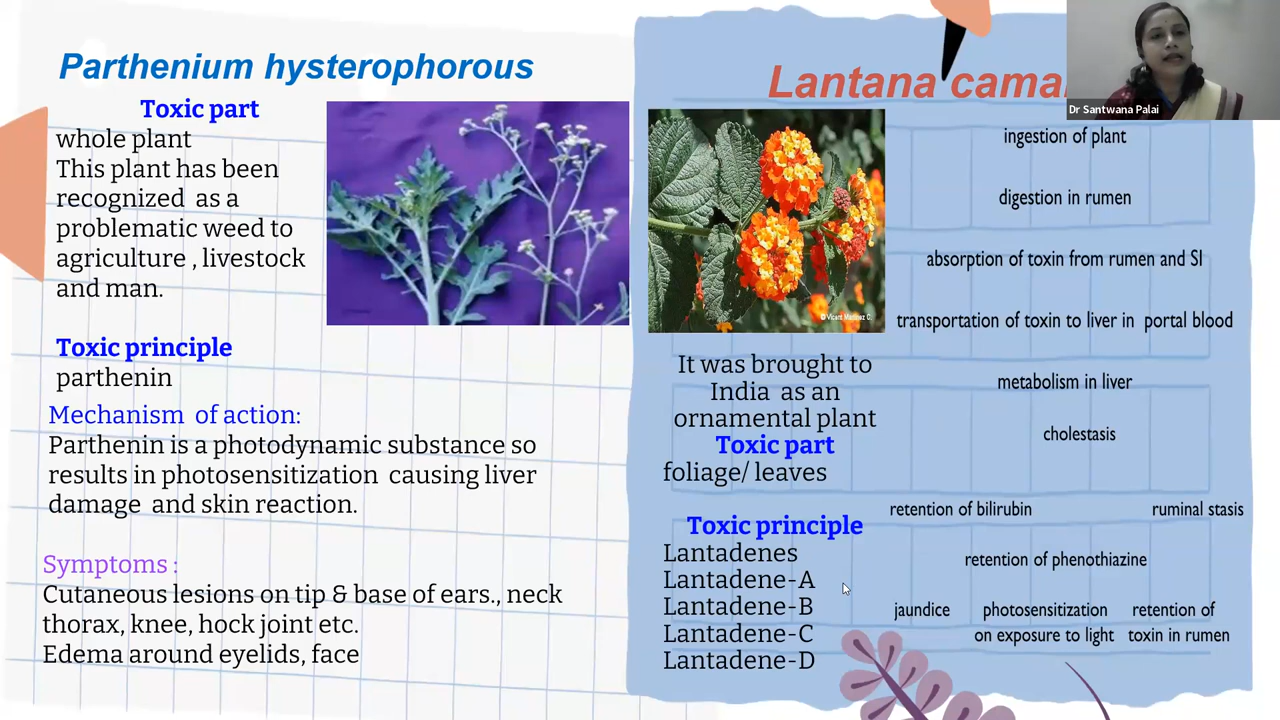 Parthenium hysterophorous
Toxic part
whole plant
This plant has been
recognized as a
problematic weed to
agriculture , livestock
and man.
Toxic principle
parthenin
Mechanism of action:
Parthenin is a photodynamic substance so
results in photosensitization causing liver
damage and skin reaction.
Symptoms :
Cutaneous lesions on tip & base of ears., neck
thorax, knee, hock joint etc.
Edema around eyelids, face
Lantana cama
Dr Santwana Palai
© Vicent Martínez C.
It was brought to
India as an
ornamental plant
Toxic part
foliage/ leaves
Toxic principle
Lantadenes
Lantadene-A
Lantadene-B
Lantadene-C
Lantadene-D
ingestion of plant
digestion in rumen
absorption of toxin from rumen and SI
transportation of toxin to liver in portal blood
metabolism in liver
cholestasis
retention of bilirubin ruminal stasis
retention of phenothiazine
jaundice photosensitization retention of
on exposure to light toxin in rumen